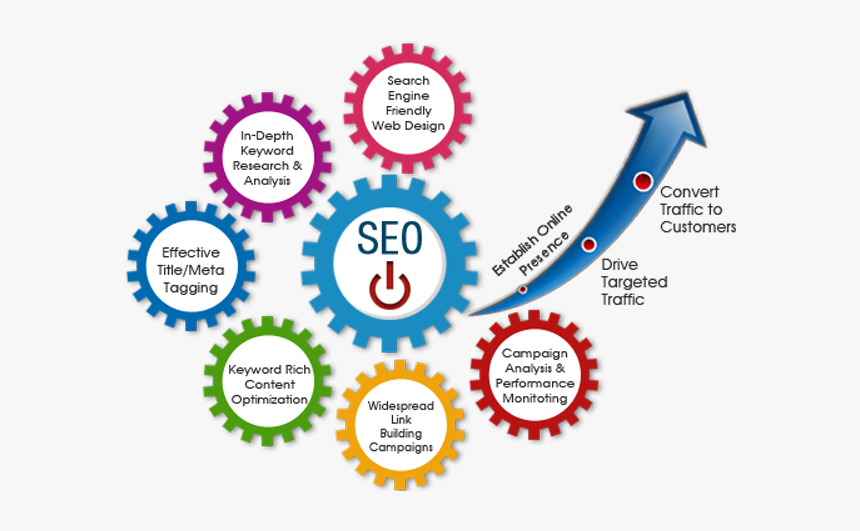 Search
Engine
Friendly
Web Design
In-Depth
Keyword
Research &
Analysis
Effective
Title/Meta
Tagging
Keyword Rich
Content
Optimization
Widespread
Link
Building
Campaigns
Campaign
Analysis &
Performance
Monitoting
SEO
Establish Online
Presence
Drive
Targeted
Traffic
Convert
Traffic to
Customers